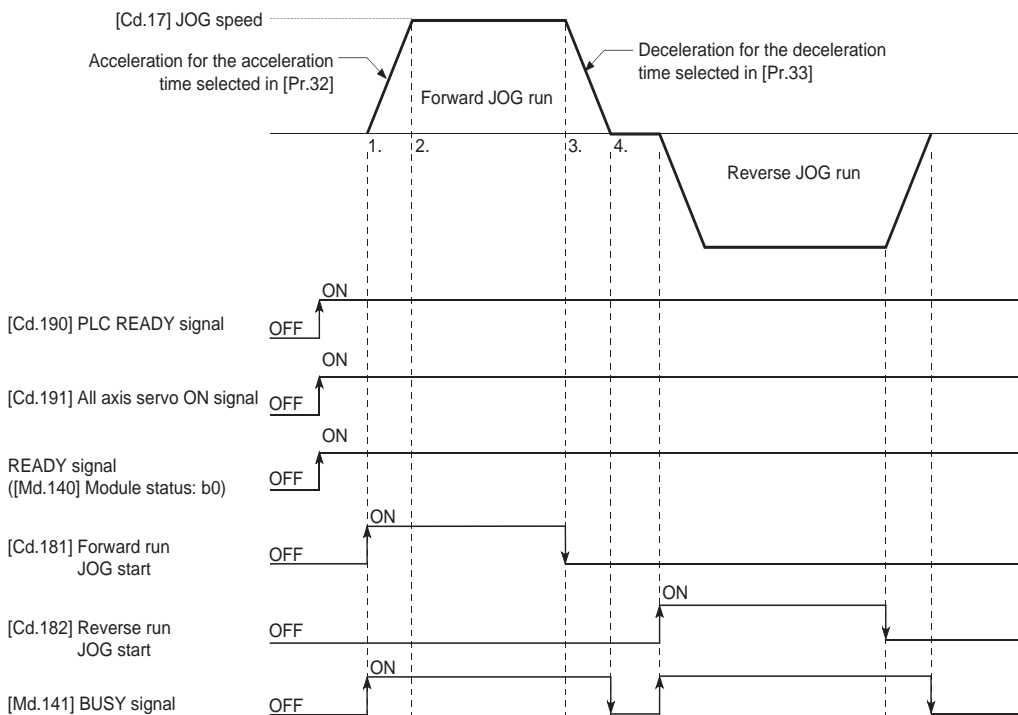 [Cd.17] JOG speed
Acceleration for the acceleration
time selected in [Pr.32]
Deceleration for the deceleration
time selected in [Pr.33]
Forward JOG run
1.
2.
3.
4.
Reverse JOG run
ON
[Cd.190] PLC READY signal
OFF
ON
[Cd.191] All axis servo ON signal
OFF
ON
READY signal
([Md.140] Module status: b0)
OFF
ON
[Cd.181] Forward run
JOG start
OFF
ON
[Cd.182] Reverse run
JOG start
OFF
ON
[Md.141] BUSY signal
OFF